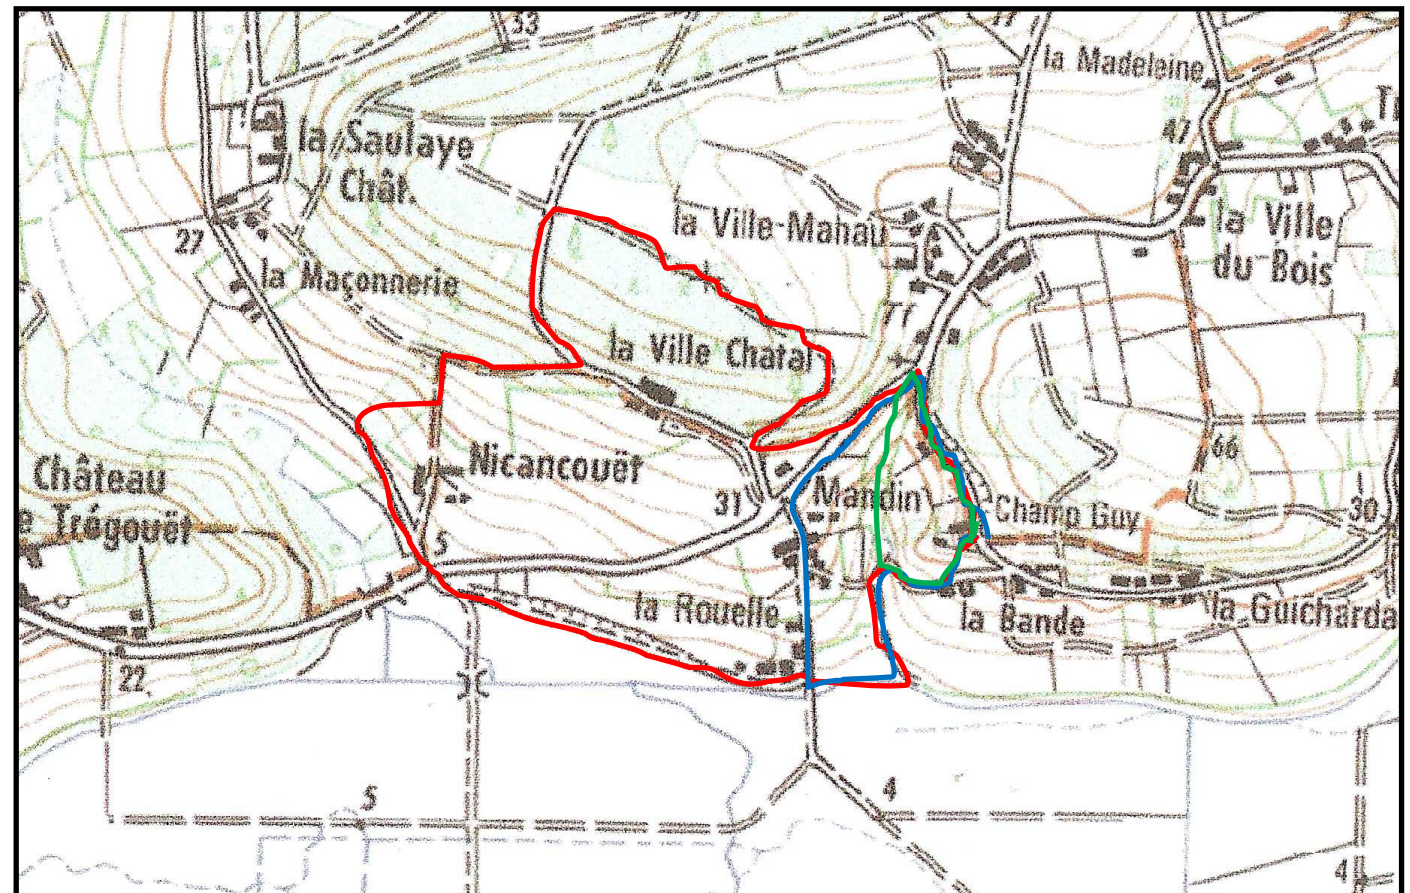 33
la Madeleine
47
la Saulaye
Chât.
la Ville-Mahau
la Ville
du Bois
27
la Maçonnerie
la Ville Chatal
66
Château
Nicancouët
31
Mandin
Champ Guy
30
Trégouët
5
la Rouelle
la Bande
la Guicharda
22
5
4
4